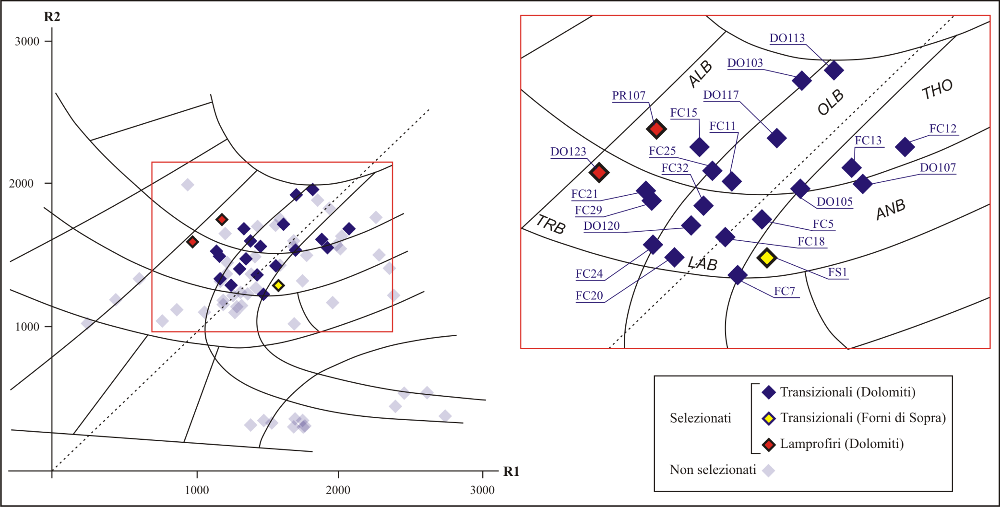 R2
3000
2000
1000
1000
2000
3000
R1
DO113
DO103
ALB
THO
PR107
DO117
OLB
FC15
FC11
FC12
FC13
DO123
FC25
FC32
DO107
FC21
FC29
DO105
ANB
TRB
DO120
FC5
FC18
LAB
FC24
FS1
FC20
FC7
Transizionali (Dolomiti)
Selezionati
Transizionali (Forni di Sopra)
Lamprofiri (Dolomiti)
Non selezionati